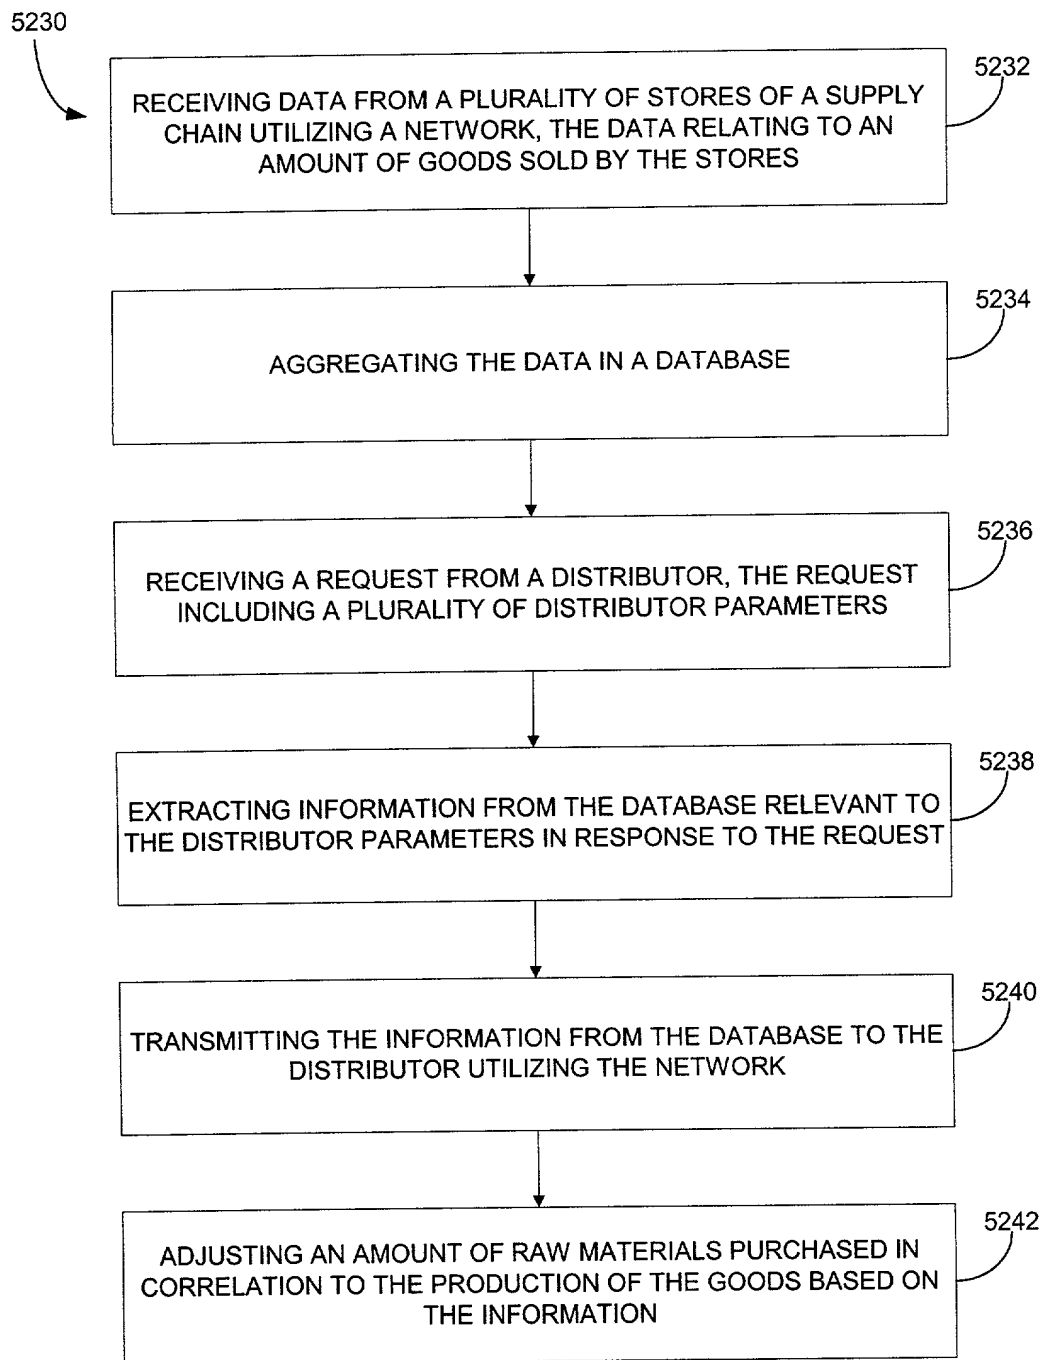 5230
5232
RECEIVING DATA FROM A PLURALITY OF STORES OF A SUPPLY
CHAIN UTILIZING A NETWORK, THE DATA RELATING TO AN
AMOUNT OF GOODS SOLD BY THE STORES
5234
AGGREGATING THE DATA IN A DATABASE
5236
RECEIVING A REQUEST FROM A DISTRIBUTOR, THE REQUEST
INCLUDING A PLURALITY OF DISTRIBUTOR PARAMETERS
5238
EXTRACTING INFORMATION FROM THE DATABASE RELEVANT TO
THE DISTRIBUTOR PARAMETERS IN RESPONSE TO THE REQUEST
5240
TRANSMITTING THE INFORMATION FROM THE DATABASE TO THE
DISTRIBUTOR UTILIZING THE NETWORK
5242
ADJUSTING AN AMOUNT OF RAW MATERIALS PURCHASED IN
CORRELATION TO THE PRODUCTION OF THE GOODS BASED ON
THE INFORMATION